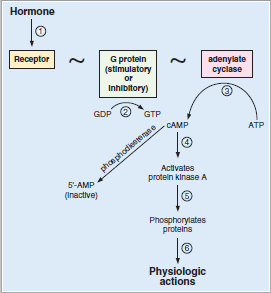 Hormone
1
Receptor
~
G protein
(stimulatory
or
inhibitory)
~
adenylate
cyclase
GDP
2
GTP
3
cAMP
ATP
phosphodiesterase
4
Activates
protein kinase A
5'-AMP
(inactive)
5
Phosphorylates
proteins
6
Physiologic
actions